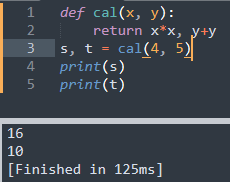 1 def cal(x, y):
2     return x*x, y+y
3 s, t = cal(4, 5)
4 print(s)
5 print(t)
16
10
[Finished in 125ms]